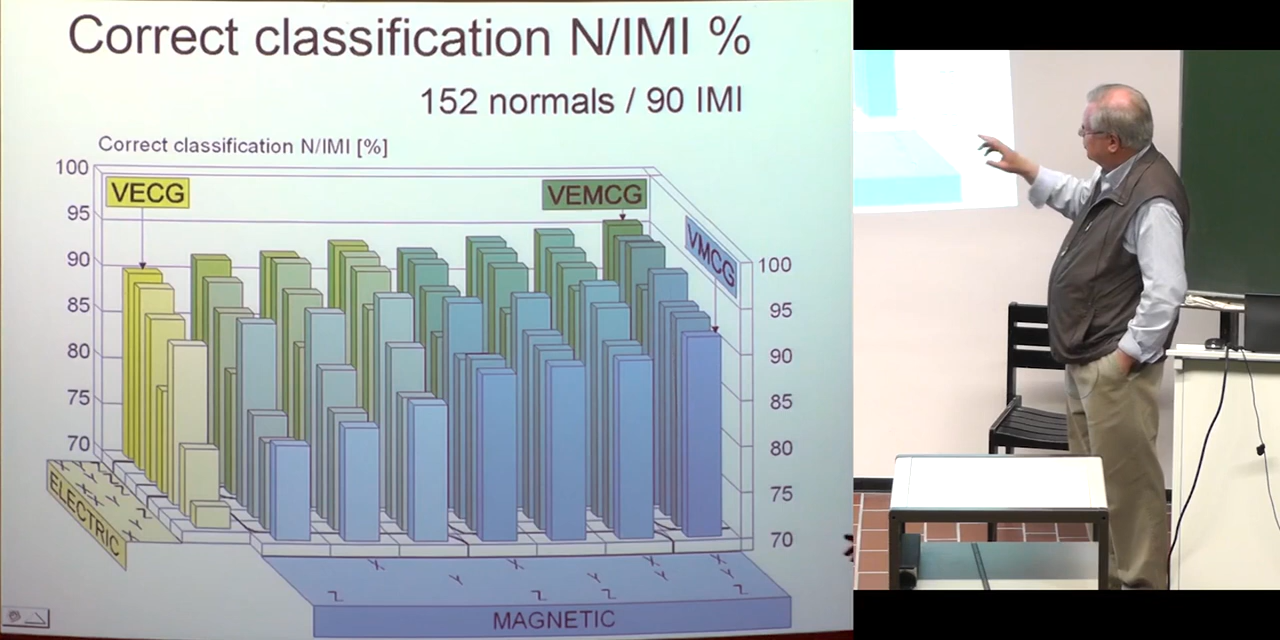 Correct classification N/IMI %
152 normals / 90 IMI
Correct classification N/IMI [%]
100
95
90
85
80
75
70
VECG
VEMCG
VMCG
100
95
90
85
80
75
70
ELECTRIC
X Y Z
MAGNETIC